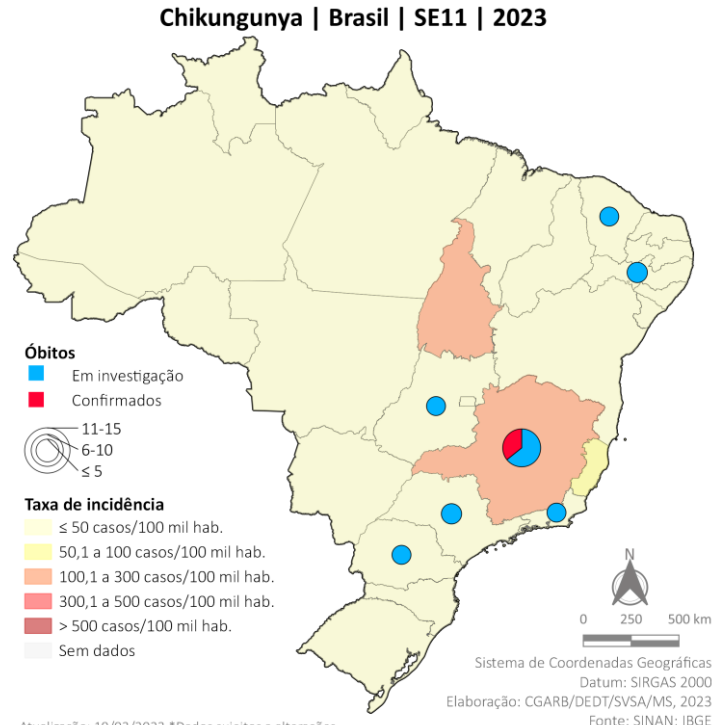 Chikungunya | Brasil | SE11 | 2023
Óbitos
Em investigação
Confirmados
11-15
6-10
≤ 5
Taxa de incidência
≤ 50 casos/100 mil hab.
50,1 a 100 casos/100 mil hab.
100,1 a 300 casos/100 mil hab.
300,1 a 500 casos/100 mil hab.
> 500 casos/100 mil hab.
Sem dados
N
0 250 500 km
Sistema de Coordenadas Geográficas
Datum: SIRGAS 2000
Elaboração: CGARB/DEDT/SVSA/MS, 2023
Fonte: SINAN; IBGE